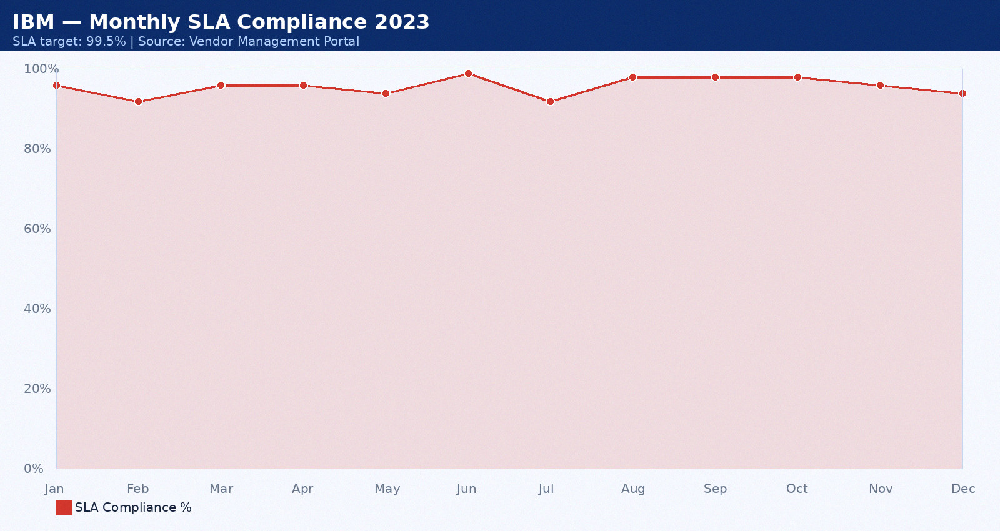 IBM — Monthly SLA Compliance 2023
SLA target: 99.5% | Source: Vendor Management Portal
100%
80%
60%
40%
20%
0%
Jan Feb Mar Apr May Jun Jul Aug Sep Oct Nov Dec
SLA Compliance %